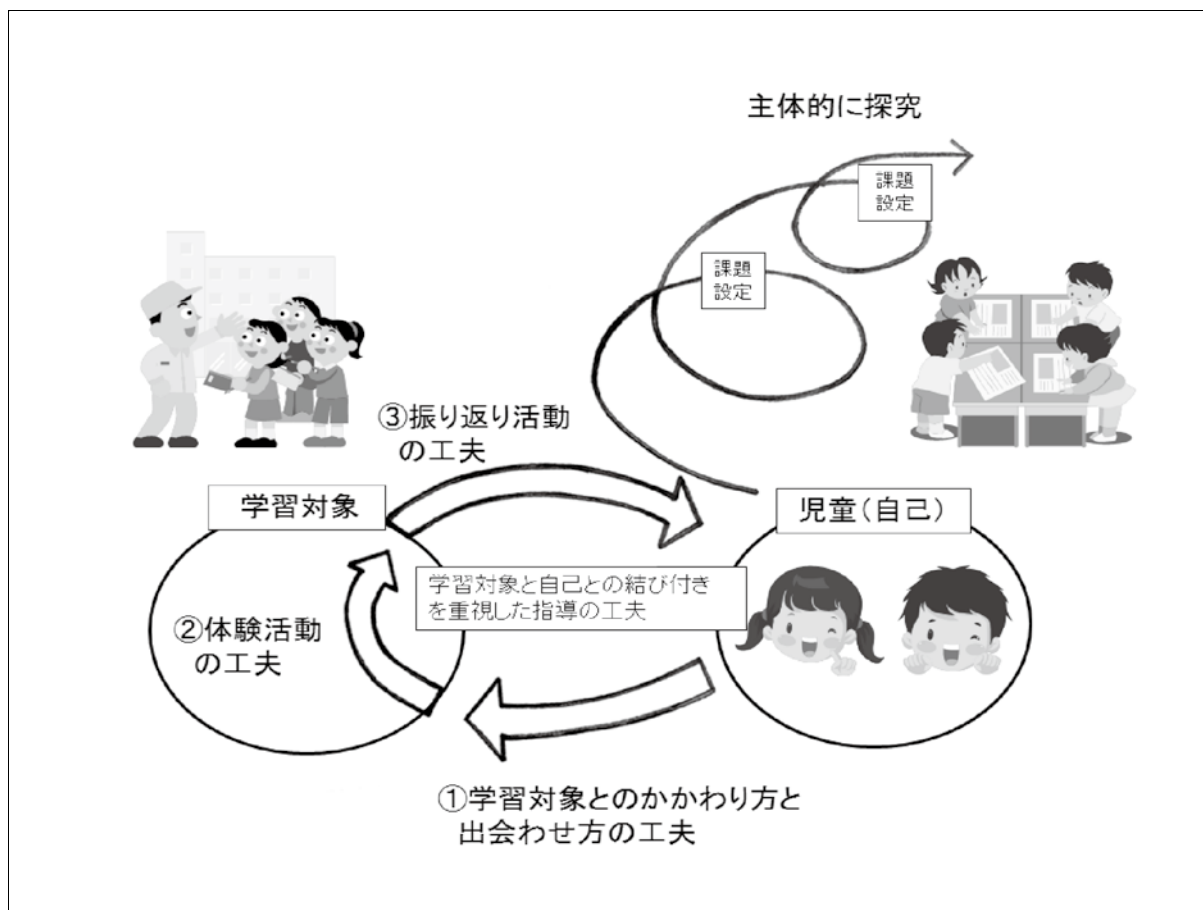 主体的に探究
課題
設定
課題
設定
③振り返り活動
の工夫
学習対象
児童(自己)
学習対象と自己との結び付き
を重視した指導の工夫
②体験活動
の工夫
①学習対象とのかかわり方と
出会わせ方の工夫